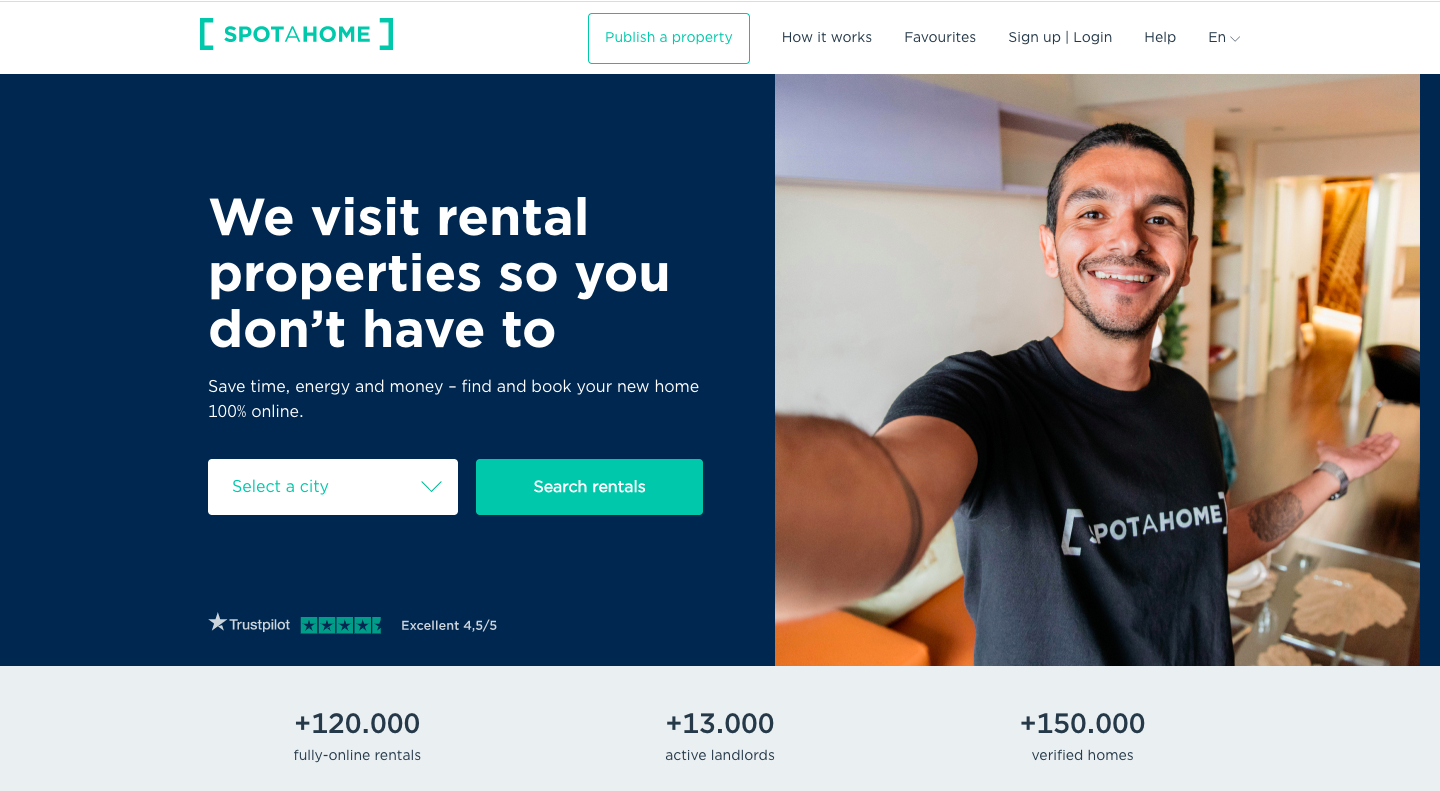 [ SPOTAHOME ]
Publish a property
How it works
Favourites
Sign up | Login
Help
En
We visit rental
properties so you
don’t have to
Save time, energy and money – find and book your new home
100% online.
Select a city
Search rentals
Trustpilot
Excellent 4,5/5
[ SPOTAHOME ]
+120.000
fully-online rentals
+13.000
active landlords
+150.000
verified homes